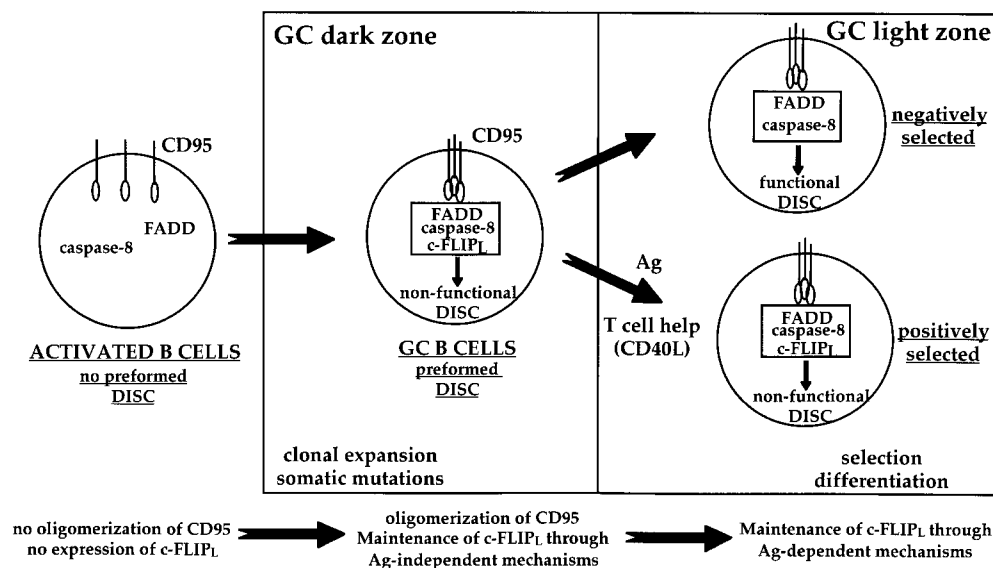 GC dark zone
GC light zone
CD95
FADD
caspase-8
ACTIVATED B CELLS
no preformed
DISC
CD95
FADD
caspase-8
c-FLIPL
non-functional
DISC
GC B CELLS
preformed
DISC
clonal expansion
somatic mutations
FADD
caspase-8
functional
DISC
negatively
selected
Ag
T cell help
(CD40L)
FADD
caspase-8
c-FLIPL
non-functional
DISC
positively
selected
selection
differentiation
no oligomerization of CD95
no expression of c-FLIPL
oligomerization of CD95
Maintenance of c-FLIPL through
Ag-independent mechanisms
Maintenance of c-FLIPL through
Ag-dependent mechanisms